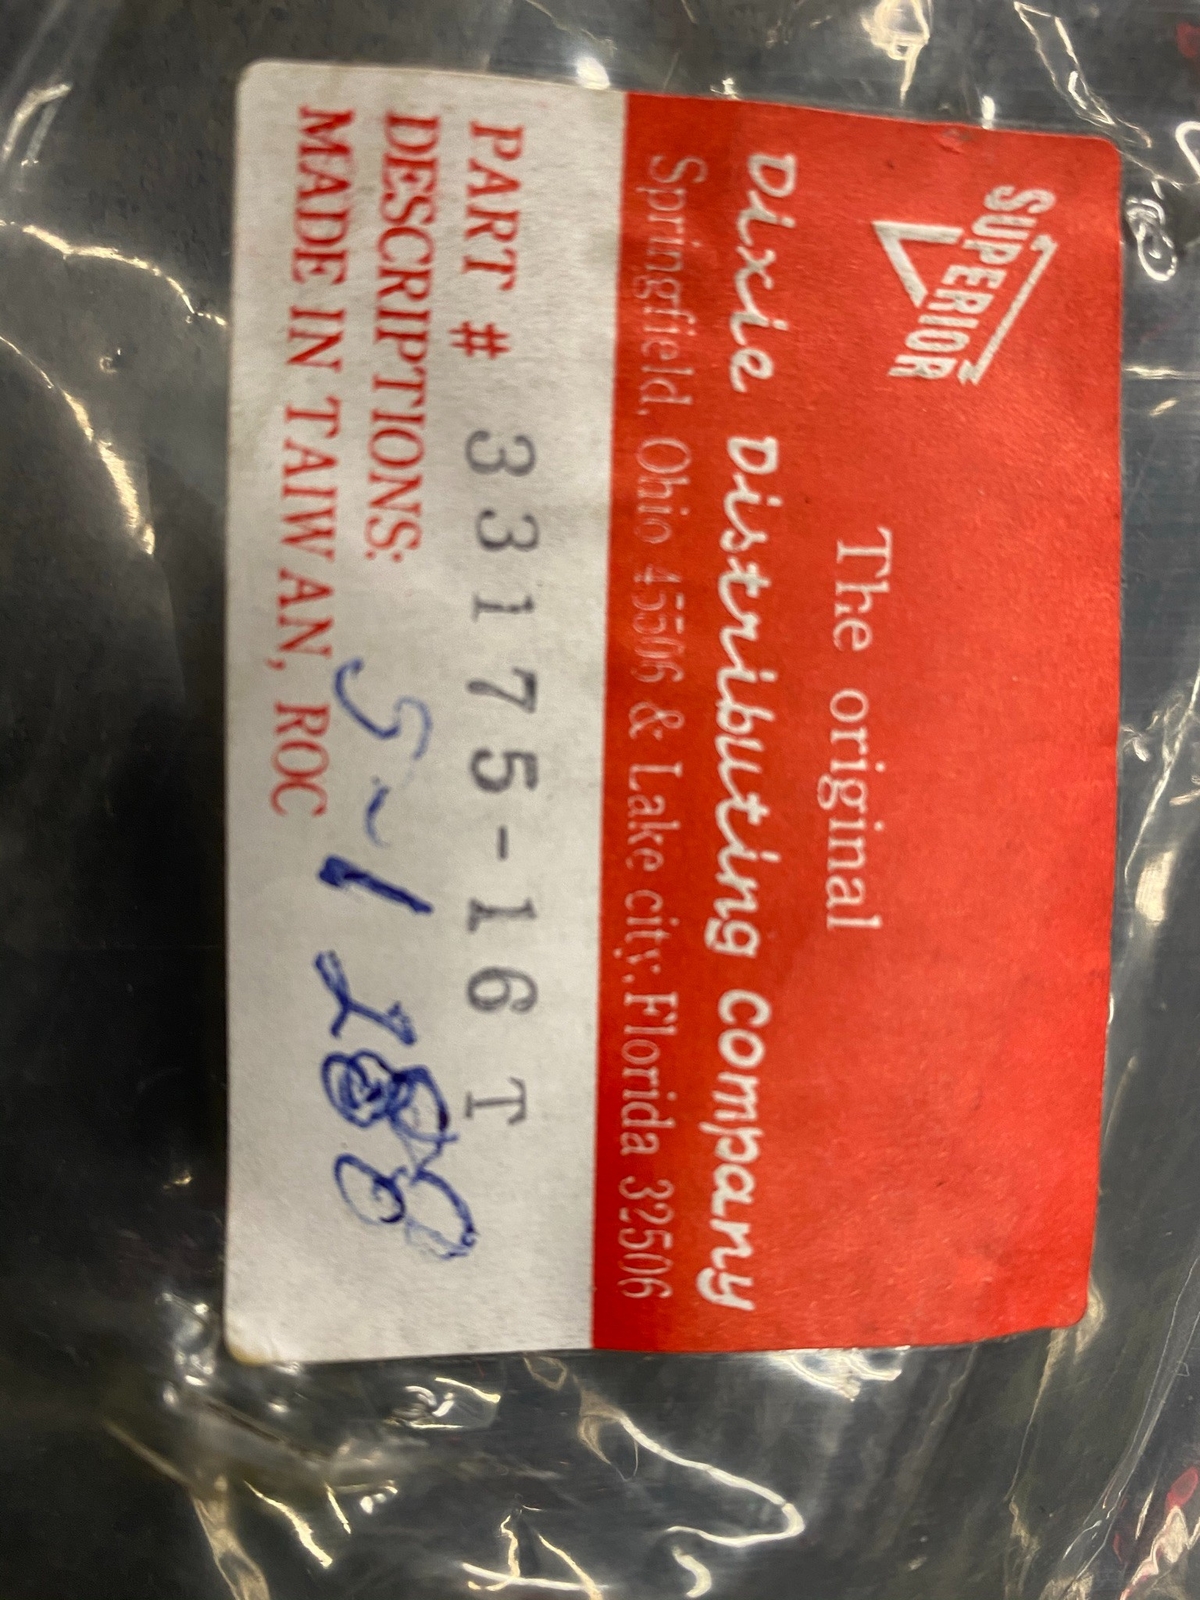 SUPERIOR
The original
Dixie Distributing Company
Springfield, Ohio 45506 & Lake city, Florida 32506
PART # 33175-16T
DESCRIPTIONS:
MADE IN TAIWAN, ROC